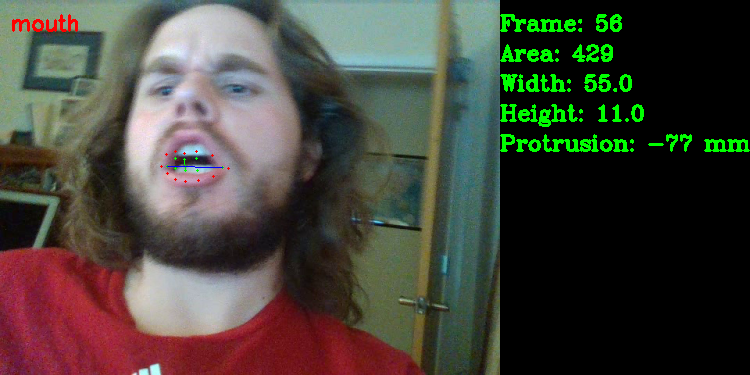 mouth
Frame: 56
Area: 429
Width: 55.0
Height: 11.0
Protrusion: -77 mm